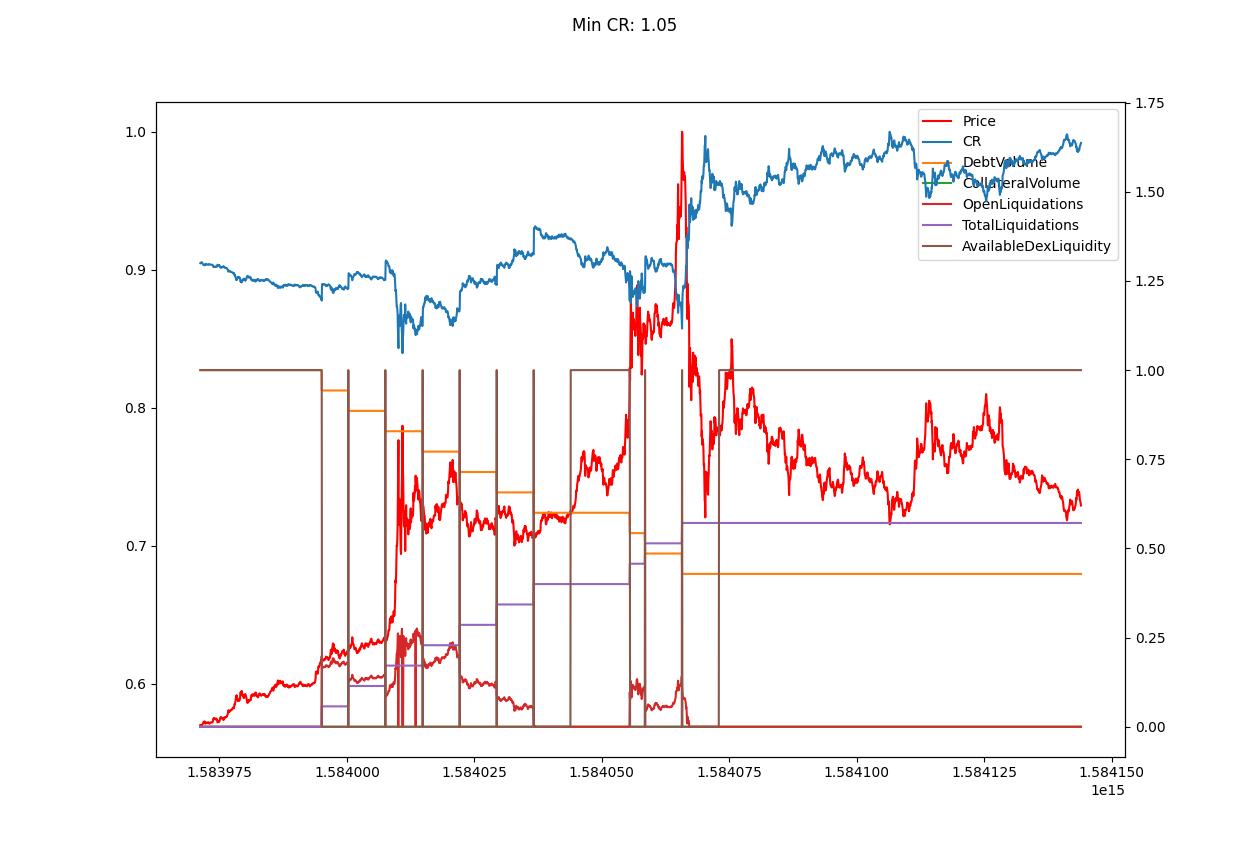 Min CR: 1.05
1.0
0.9
0.8
0.7
0.6
1.75
1.50
1.25
1.00
0.75
0.50
0.25
0.00
Price
CR
DebtVolume
CollateralVolume
OpenLiquidations
TotalLiquidations
AvailableDexLiquidity
1.583975 1.584000 1.584025 1.584050 1.584075 1.584100 1.584125 1.584150
1e15